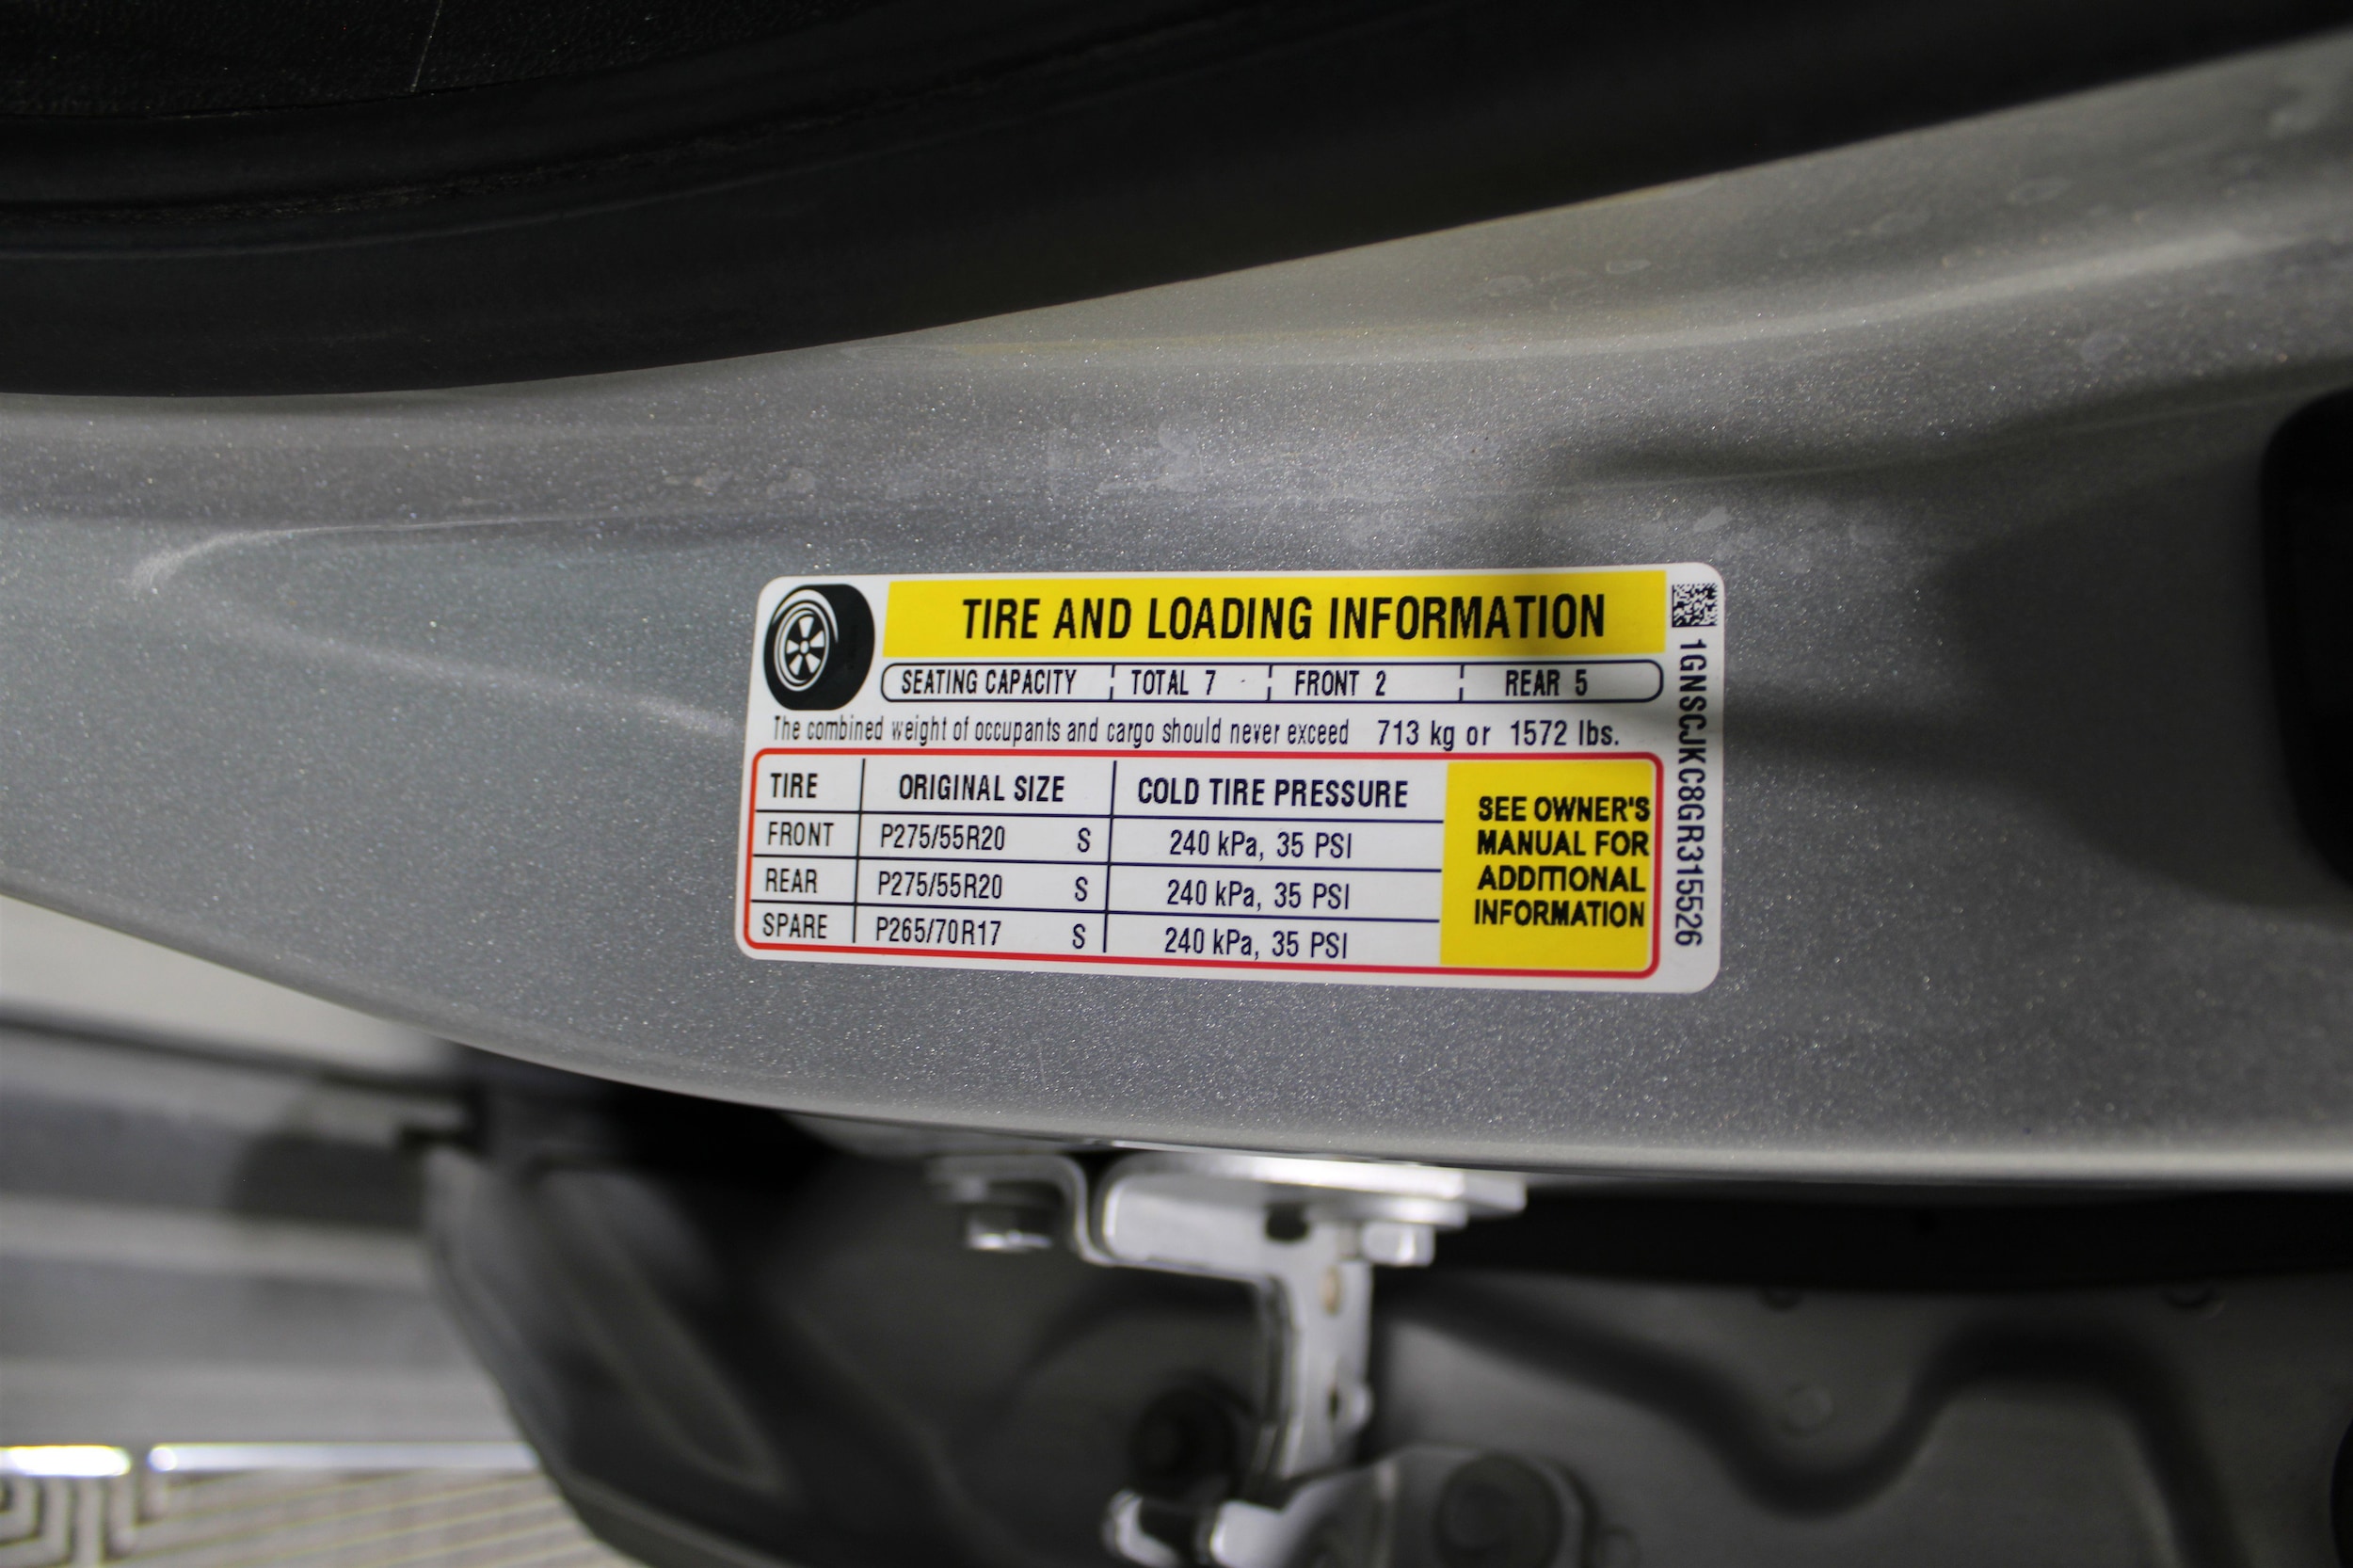 TIRE AND LOADING INFORMATION
SEATING CAPACITY TOTAL 7 FRONT 2 REAR 5
The combined weight of occupants and cargo should never exceed 713 kg or 1572 lbs.
TIRE ORIGINAL SIZE COLD TIRE PRESSURE
FRONT P275/55R20 S 240 kPa, 35 PSI
REAR P275/55R20 S 240 kPa, 35 PSI
SPARE P265/70R17 S 240 kPa, 35 PSI
SEE OWNER'S
MANUAL FOR
ADDITIONAL
INFORMATION
1GNSCJKC8GR315526